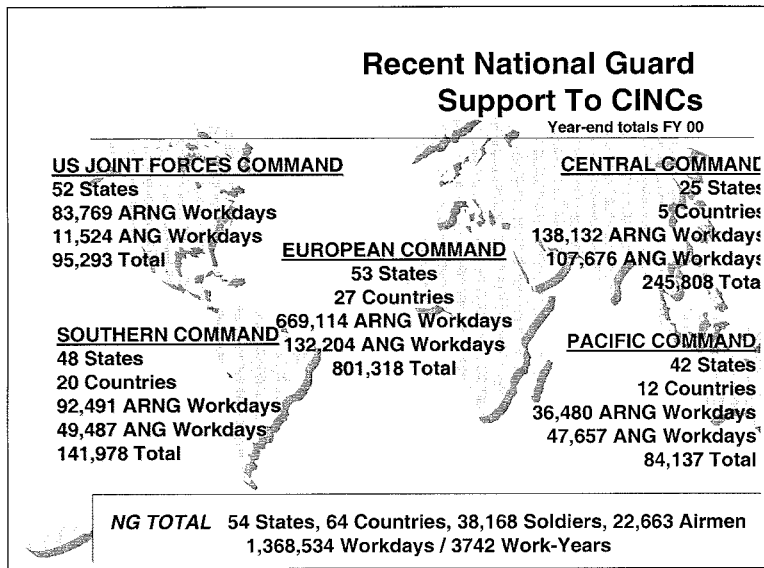 Recent National Guard
Support To CINCs
Year-end totals FY 00
US JOINT FORCES COMMAND
52 States
83,769 ARNG Workdays
11,524 ANG Workdays
95,293 Total
CENTRAL COMMAND
25 States
5 Countries
138,132 ARNG Workdays
107,676 ANG Workdays
245,808 Total
EUROPEAN COMMAND
53 States
27 Countries
669,114 ARNG Workdays
132,204 ANG Workdays
801,318 Total
SOUTHERN COMMAND
48 States
20 Countries
92,491 ARNG Workdays
49,487 ANG Workdays
141,978 Total
PACIFIC COMMAND
42 States
12 Countries
36,480 ARNG Workdays
47,657 ANG Workdays
84,137 Total
NG TOTAL 54 States, 64 Countries, 38,168 Soldiers, 22,663 Airmen
1,368,534 Workdays / 3742 Work-Years